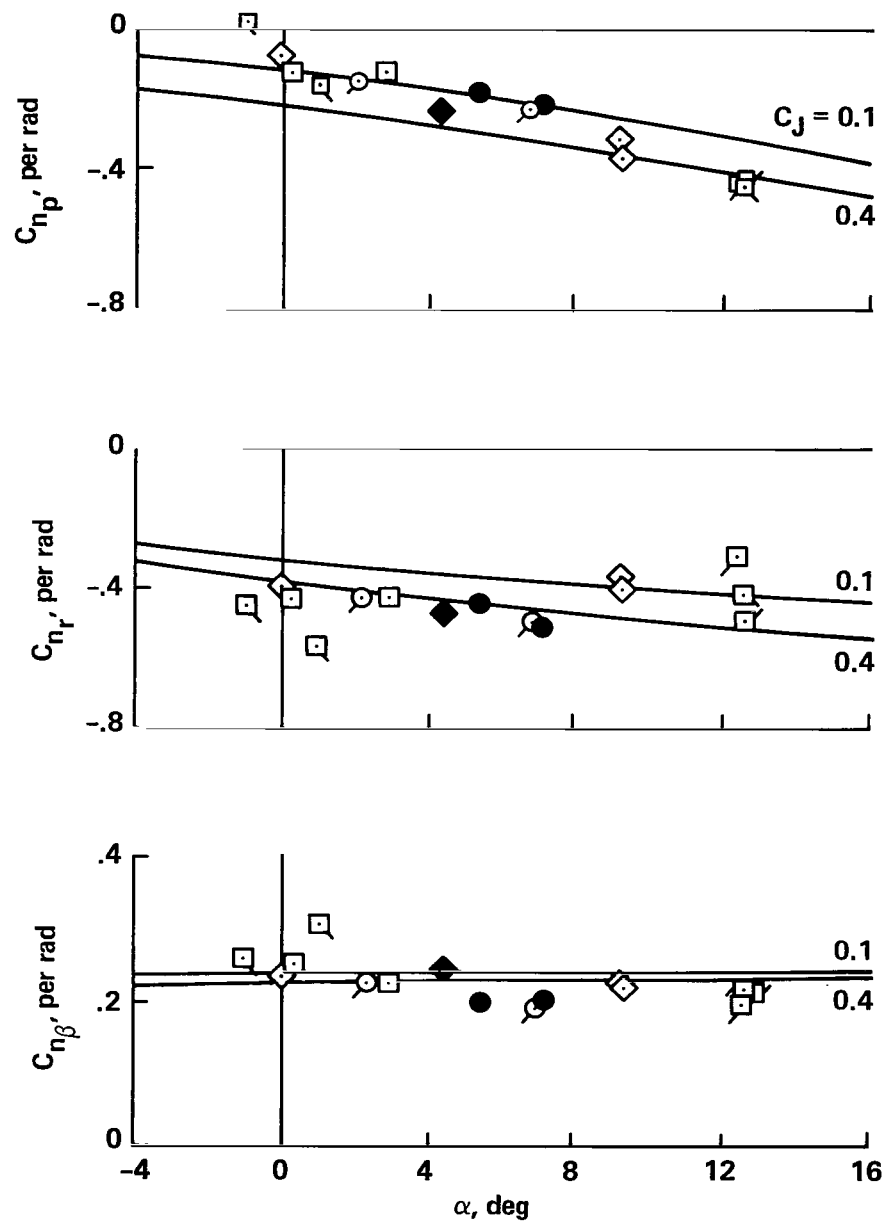 0
-.4
-.8
C_{n_p}, per rad
C_J = 0.1
0.4
0
-.4
-.8
C_{n_r}, per rad
0.1
0.4
.4
.2
0
C_{n_β}, per rad
0.1
0.4
-4 0 4 8 12 16
α, deg